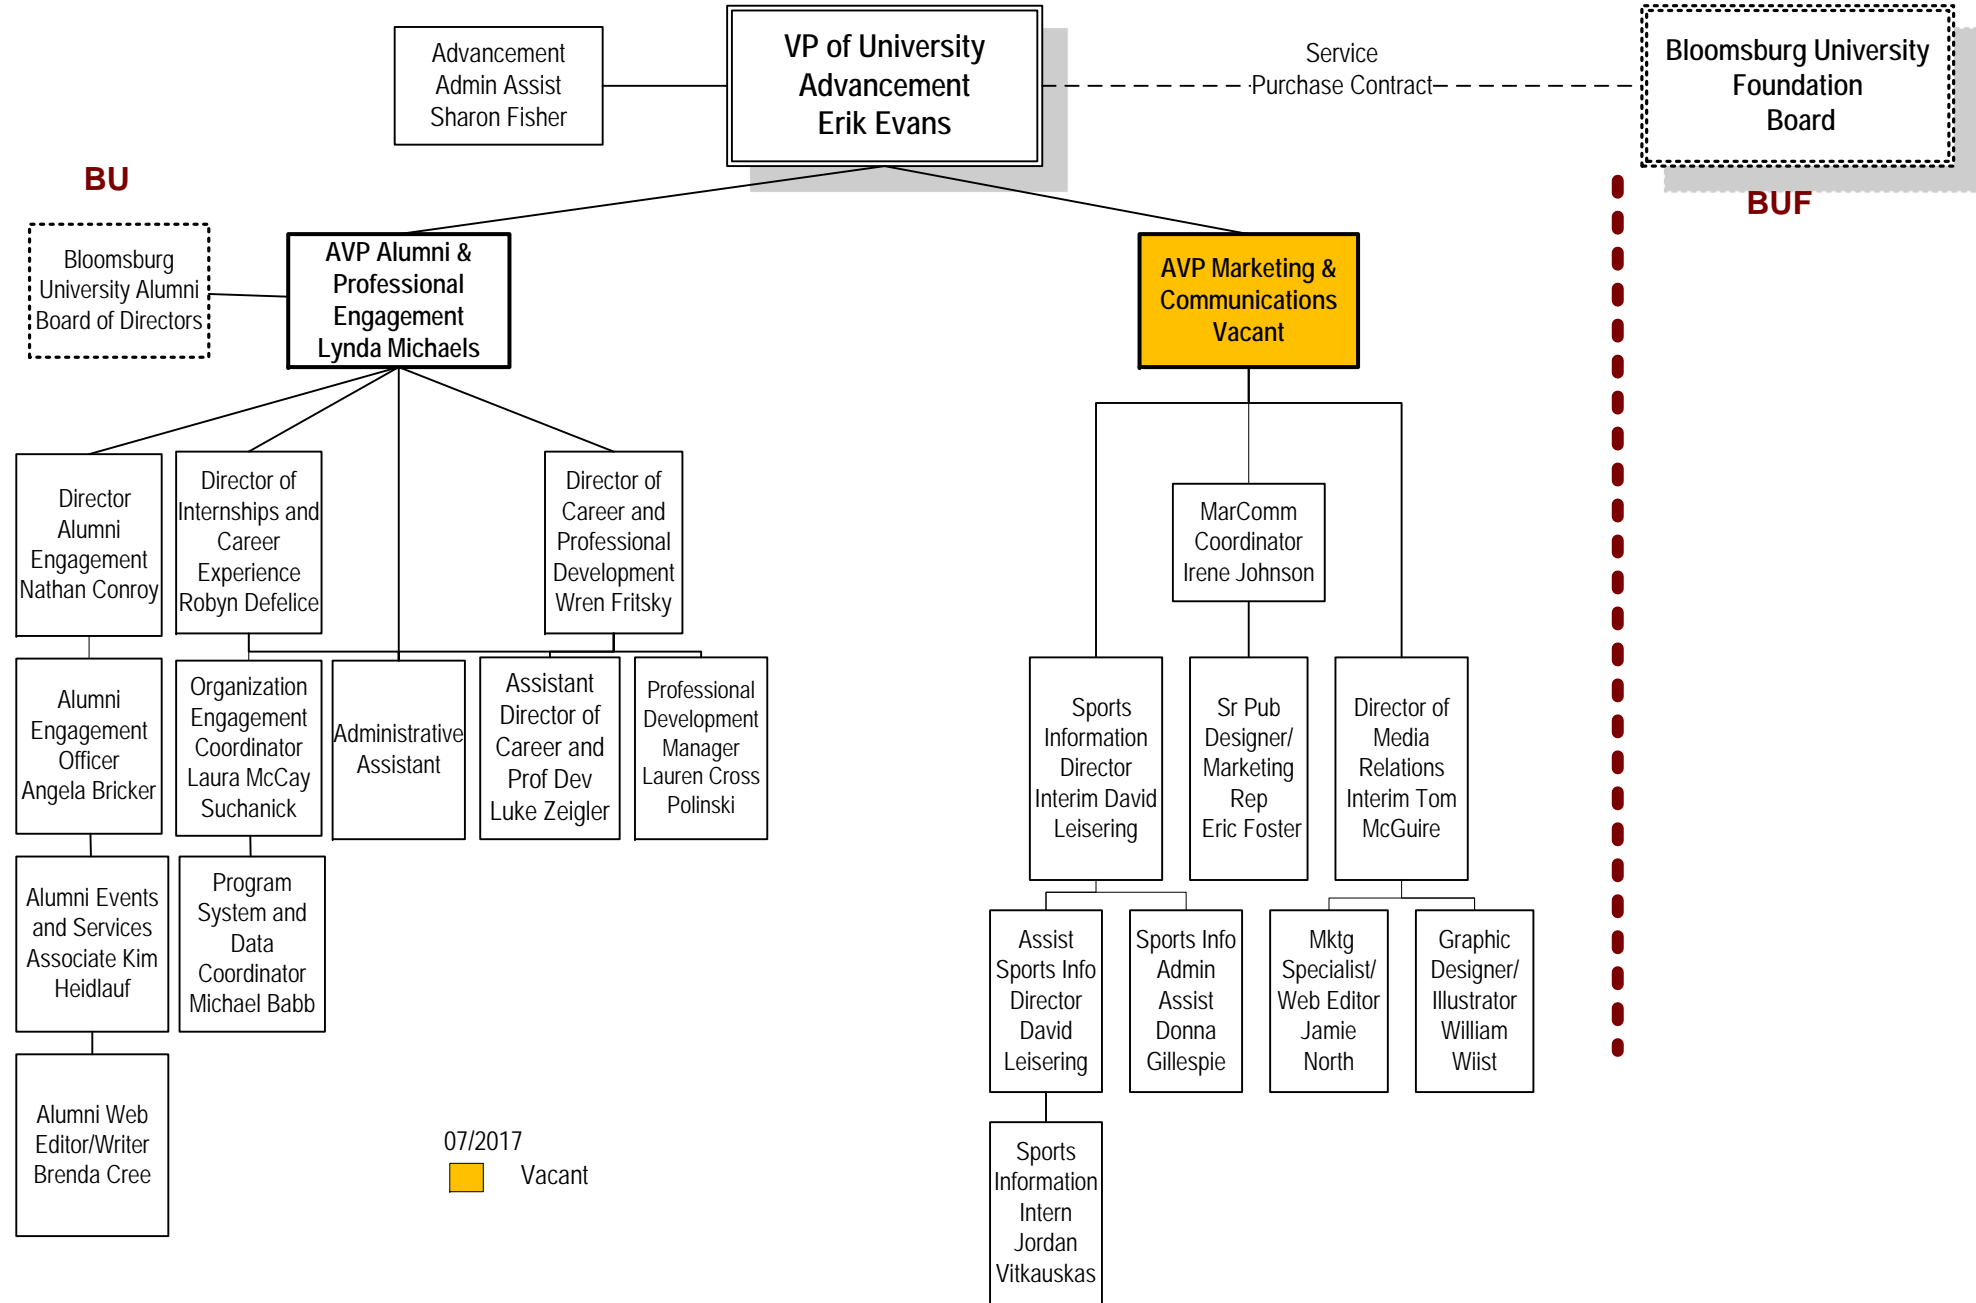 Advancement
Admin Assist
Sharon Fisher
VP of University
Advancement
Erik Evans
Service
Purchase Contract
Bloomsburg University
Foundation
Board
BU
BUF
Bloomsburg
University Alumni
Board of Directors
AVP Alumni &
Professional
Engagement
Lynda Michaels
AVP Marketing &
Communications
Vacant
Director
Alumni
Engagement
Nathan Conroy
Director of
Internships and
Career
Experience
Robyn Defelice
Director of
Career and
Professional
Development
Wren Fritsky
MarComm
Coordinator
Irene Johnson
Alumni
Engagement
Officer
Angela Bricker
Organization
Engagement
Coordinator
Laura McCay
Suchanick
Administrative
Assistant
Assistant
Director of
Career and
Prof Dev
Luke Zeigler
Professional
Development
Manager
Lauren Cross
Polinski
Sports
Information
Director
Interim David
Leisering
Sr Pub
Designer/
Marketing
Rep
Eric Foster
Director of
Media
Relations
Interim Tom
McGuire
Alumni Events
and Services
Associate Kim
Heidlauf
Program
System and
Data
Coordinator
Michael Babb
Assist
Sports Info
Director
David
Leisering
Sports Info
Admin
Assist
Donna
Gillespie
Mktg
Specialist/
Web Editor
Jamie
North
Graphic
Designer/
Illustrator
William
Wiist
Alumni Web
Editor/Writer
Brenda Cree
07/2017
Vacant
Sports
Information
Intern
Jordan
Vitkauskas